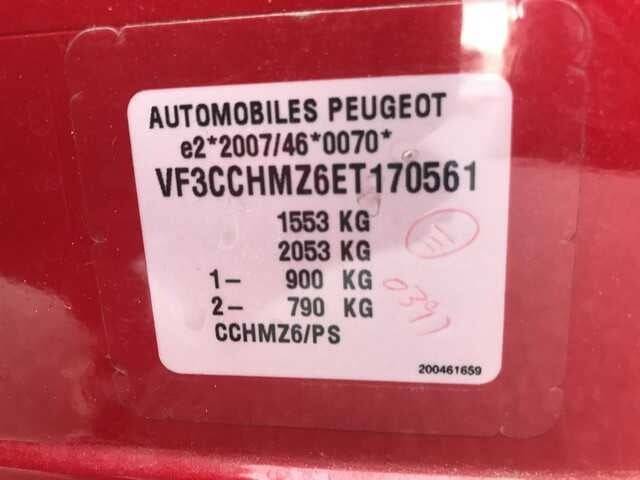 AUTOMOBILES PEUGEOT
e2*2007/46*0070*
VF3CCHMZ6ET170561
1553 KG
2053 KG
1- 900 KG
2- 790 KG
CCHMZ6/PS
0397
200461659